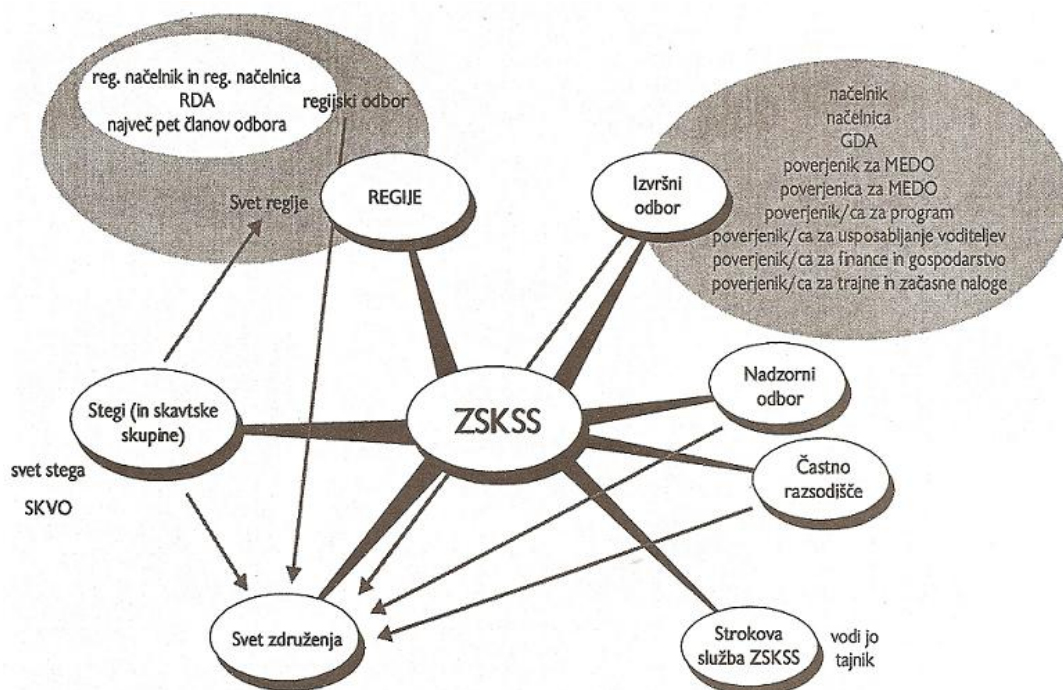 reg. načelnik in reg. načelnica
RDA
največ pet članov odbora
regijski odbor
Svet regije
REGIJE
Izvršni
odbor
načelnik
načelnica
GDA
poverjenik za MEDO
poverjenica za MEDO
poverjenik/ca za program
poverjenik/ca za usposabljanje voditeljev
poverjenik/ca za finance in gospodarstvo
poverjenik/ca za trajne in začasne naloge
Stegi (in skavtske
skupine)
svet stega
SKVO
ZSKSS
Nadzorni
odbor
Častno
razsodišče
Svet združenja
Strokova
služba ZSKSS
vodi jo
tajnik